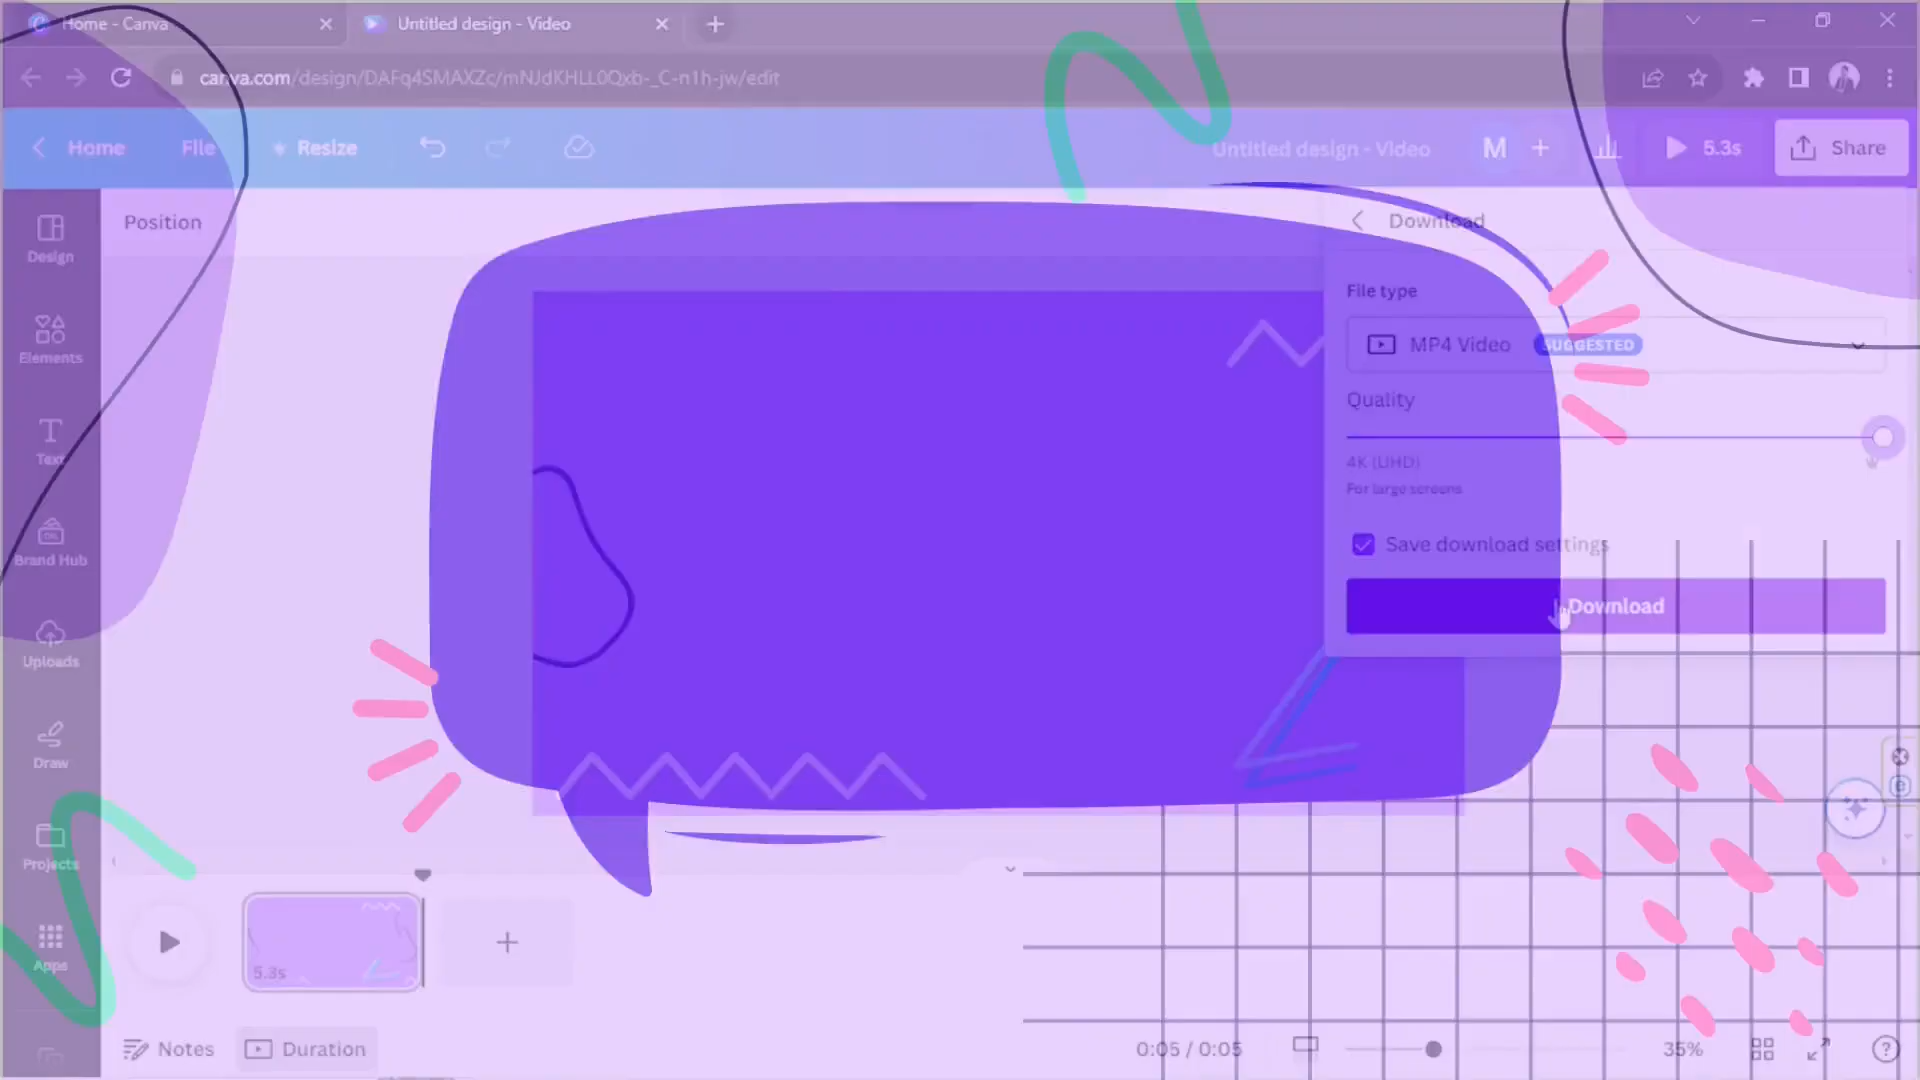 Home - Canva
Untitled design - Video
canva.com/design/DAFq4SMAXZc/mNJdKHLL0Qxb-_C-n1h-jw/edit
Home
File
Resize
Untitled design - Video
M
5.3s
Share
Design
Elements
Text
Brand Hub
Uploads
Draw
Projects
Apps
Position
Download
File type
MP4 Video
SUGGESTED
Quality
4K (UHD)
For large screens
Save download settings
Download
5.3s
Notes
Duration
0:05 / 0:05
35%